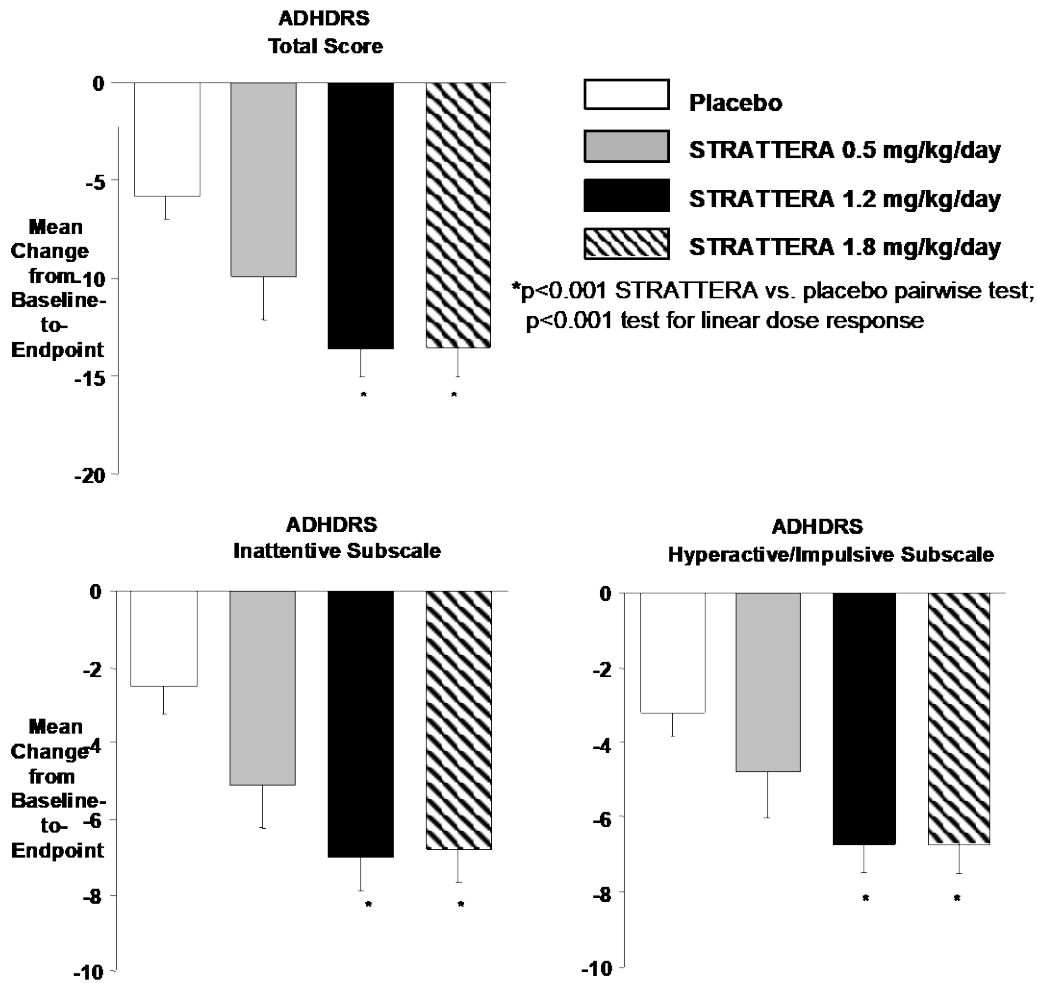 ADHDRS
Total Score
0
-5
-10
-15
-20
Mean
Change
from
Baseline-
to-
Endpoint
*
*
Placebo
STRATTERA 0.5 mg/kg/day
STRATTERA 1.2 mg/kg/day
STRATTERA 1.8 mg/kg/day
*p<0.001 STRATTERA vs. placebo pairwise test;
p<0.001 test for linear dose response
ADHDRS
Inattentive Subscale
0
-2
-4
-6
-8
-10
Mean
Change
from
Baseline-
to-
Endpoint
*
*
ADHDRS
Hyperactive/Impulsive Subscale
0
-2
-4
-6
-8
-10
*
*